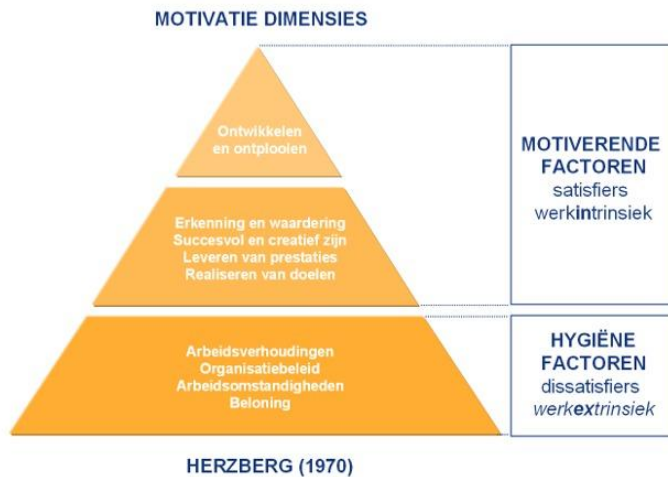 MOTIVATIE DIMENSIES
Ontwikkelen
en ontplooien
Erkenning en waardering
Succesvol en creatief zijn
Leveren van prestaties
Realiseren van doelen
Arbeidsverhoudingen
Organisatiebeleid
Arbeidsomstandigheden
Beloning
MOTIVERENDE
FACTOREN
satisfiers
werkintrinsiek
HYGIËNE
FACTOREN
dissatisfiers
werkextrinsiek
HERZBERG (1970)